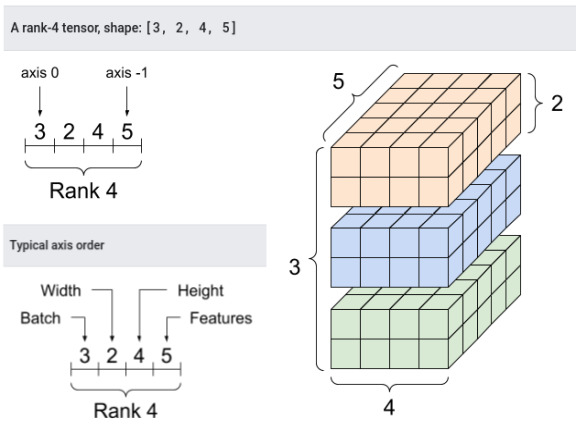 A rank-4 tensor, shape: [3, 2, 4, 5]
axis 0 axis -1
3 2 4 5
Rank 4
Typical axis order
Width Height
Batch Features
3 2 4 5
Rank 4
5
2
3
4